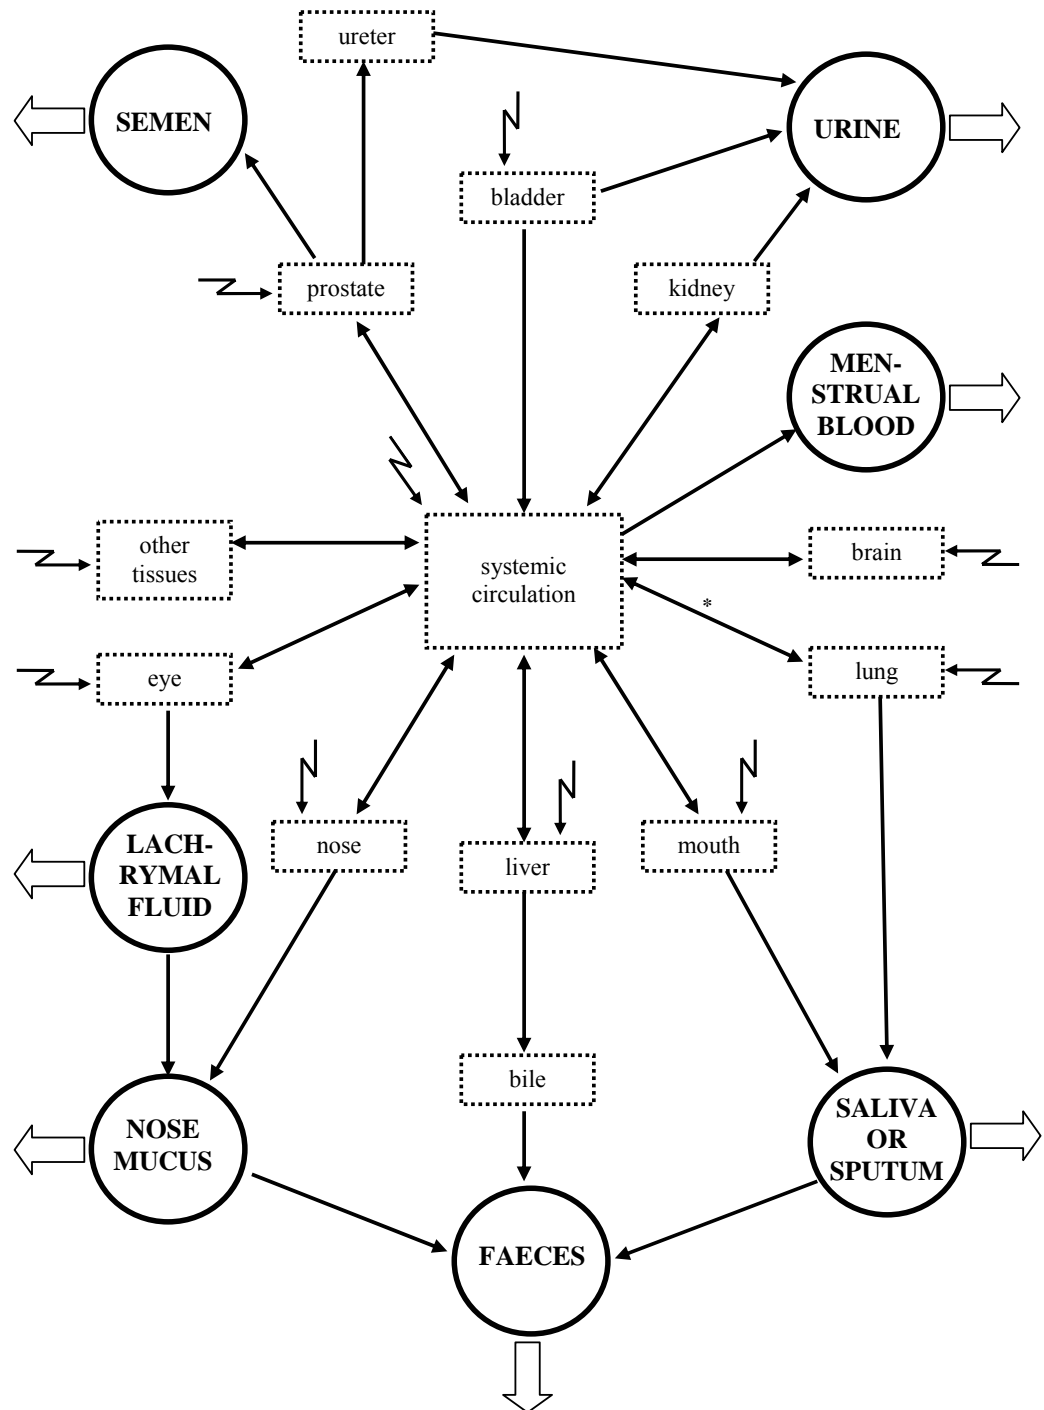 ureter
SEMEN
URINE
bladder
prostate
kidney
MEN-
STRUAL
BLOOD
other
tissues
systemic
circulation
brain
*
eye
lung
nose
liver
mouth
LACH-
RYMAL
FLUID
bile
NOSE
MUCUS
SALIVA
OR
SPUTUM
FAECES